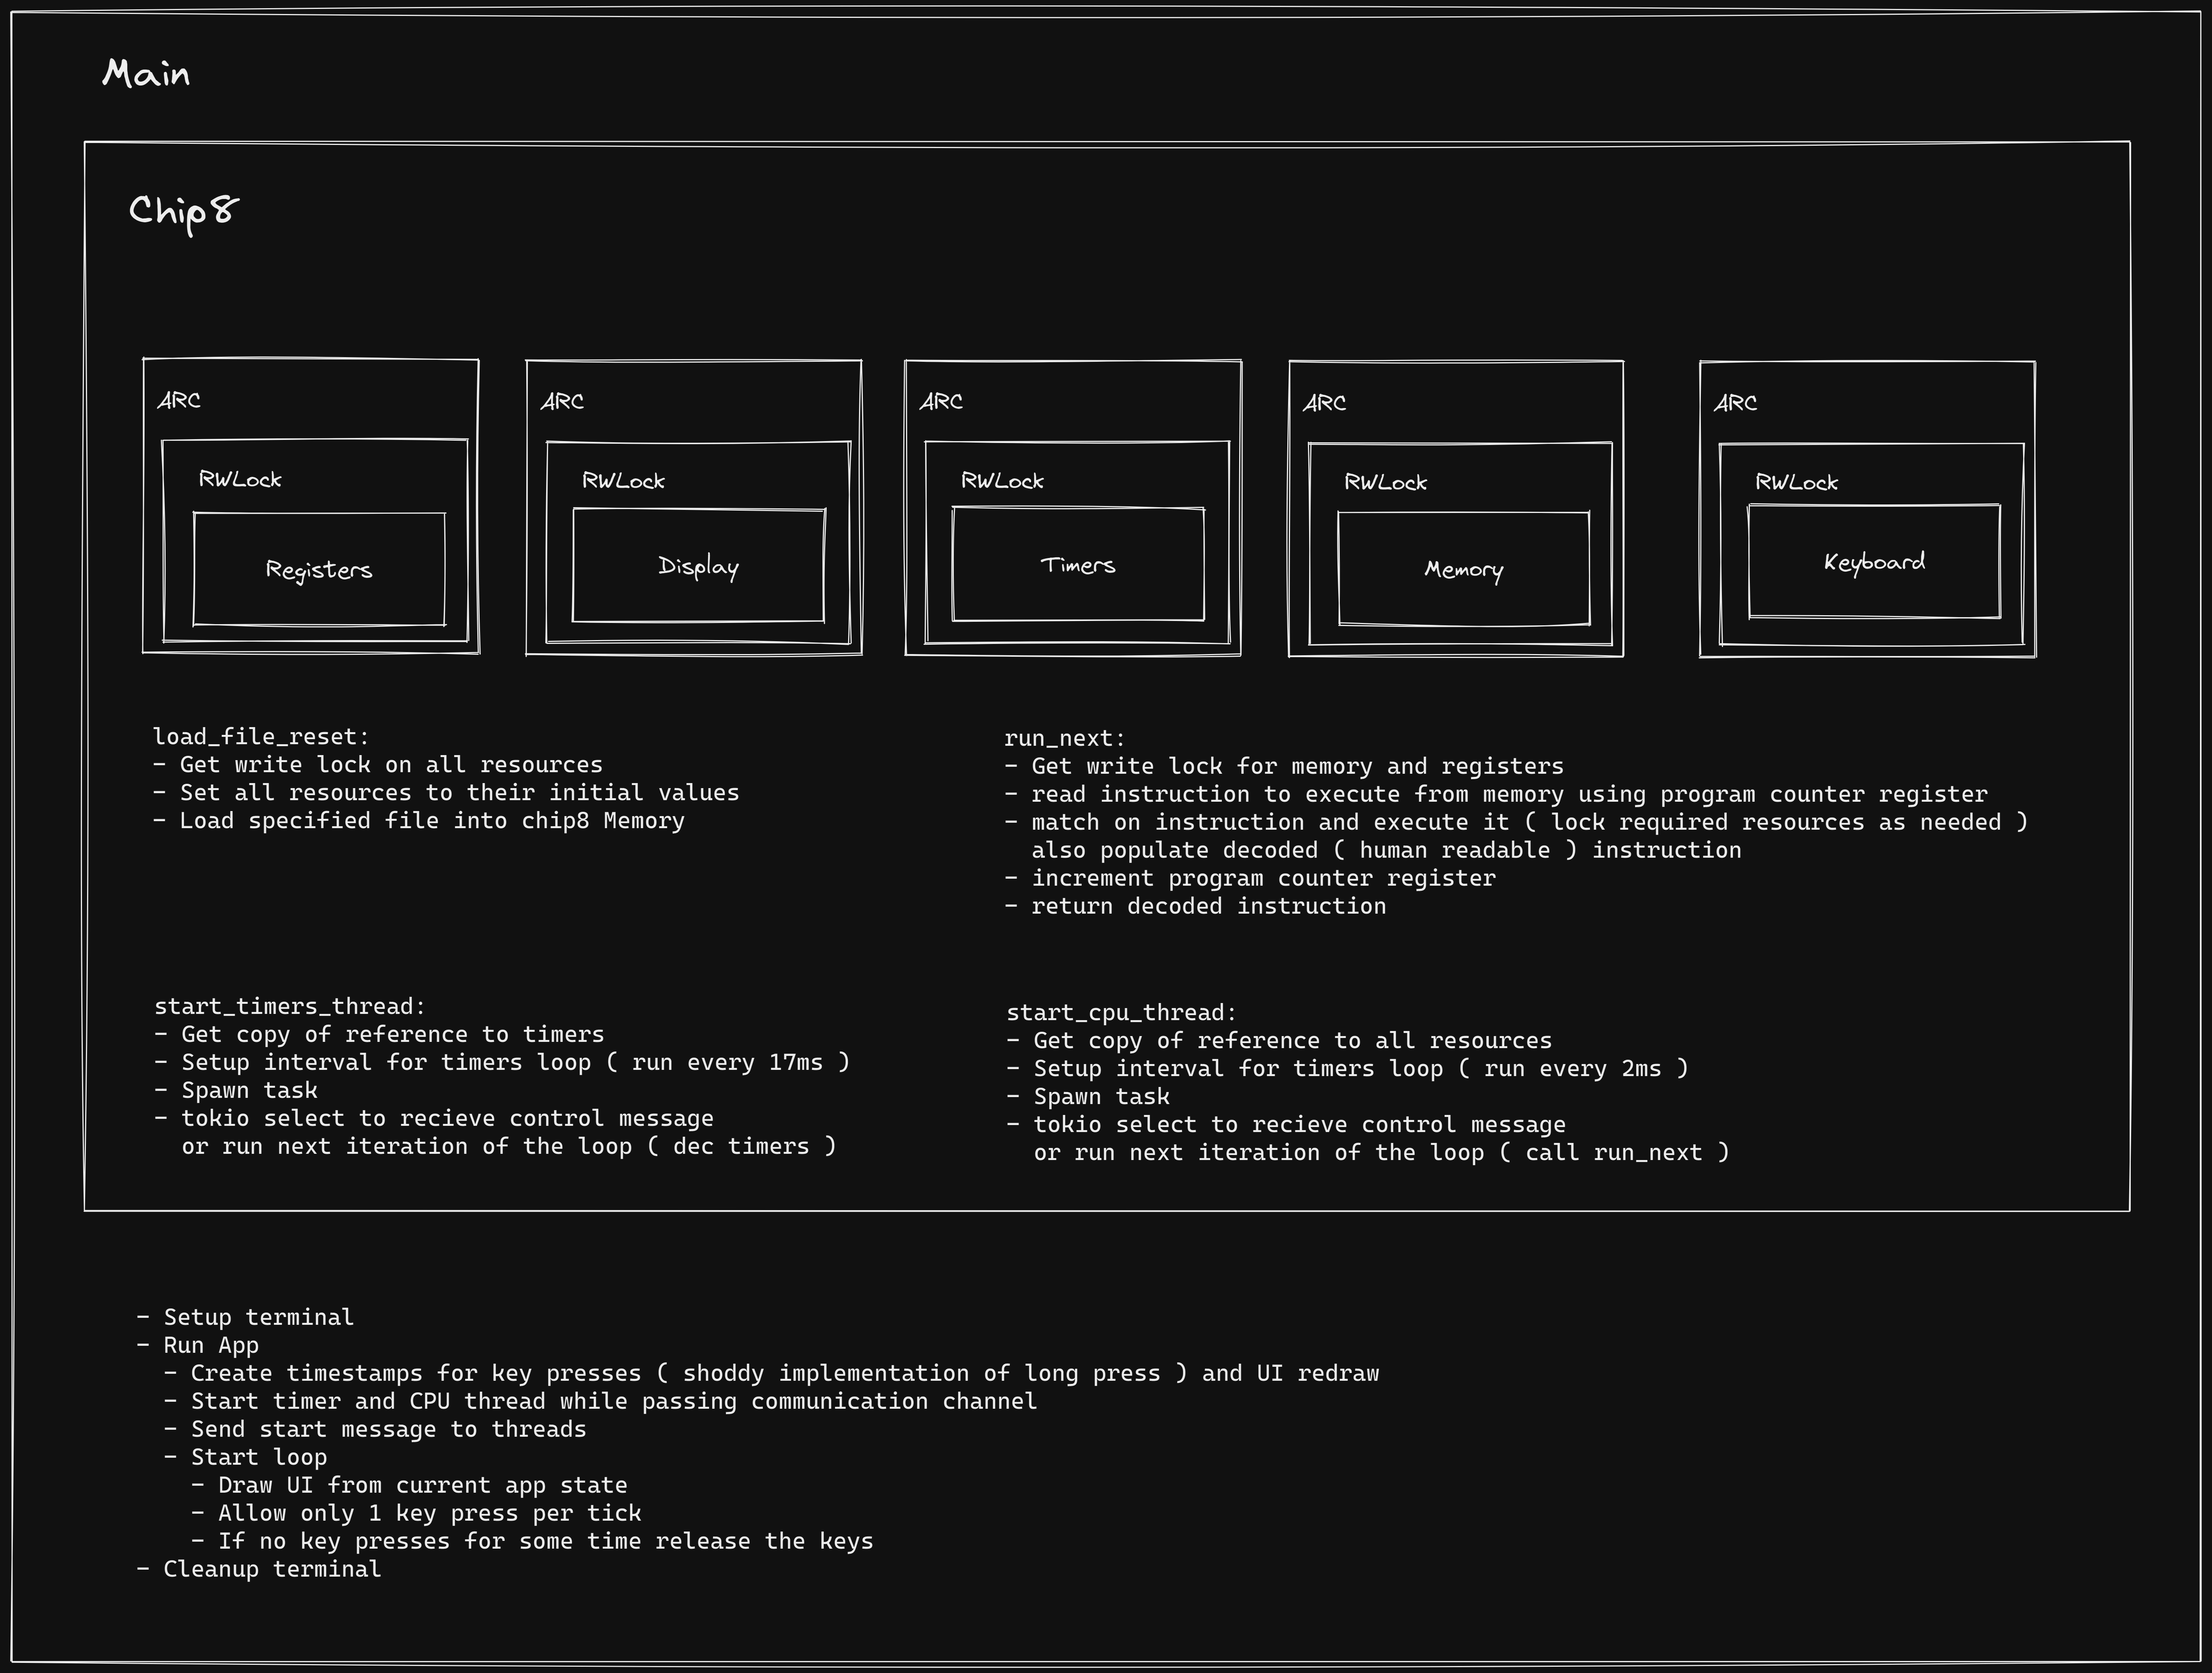 Main
Chip8
ARC
RWLock
Registers
ARC
RWLock
Display
ARC
RWLock
Timers
ARC
RWLock
Memory
ARC
RWLock
Keyboard
load_file_reset:
- Get write lock on all resources
- Set all resources to their initial values
- Load specified file into chip8 Memory
run_next:
- Get write lock for memory and registers
- read instruction to execute from memory using program counter register
- match on instruction and execute it ( lock required resources as needed )
also populate decoded ( human readable ) instruction
- increment program counter register
- return decoded instruction
start_timers_thread:
- Get copy of reference to timers
- Setup interval for timers loop ( run every 17ms )
- Spawn task
- tokio select to recieve control message
or run next iteration of the loop ( dec timers )
start_cpu_thread:
- Get copy of reference to all resources
- Setup interval for timers loop ( run every 2ms )
- Spawn task
- tokio select to recieve control message
or run next iteration of the loop ( call run_next )
- Setup terminal
- Run App
- Create timestamps for key presses ( shoddy implementation of long press ) and UI redraw
- Start timer and CPU thread while passing communication channel
- Send start message to threads
- Start loop
- Draw UI from current app state
- Allow only 1 key press per tick
- If no key presses for some time release the keys
- Cleanup terminal